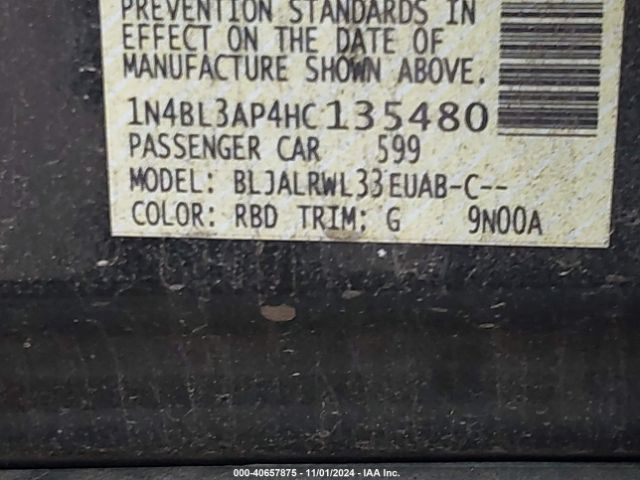 PREVENTION STANDARDS IN
EFFECT ON THE DATE OF
MANUFACTURE SHOWN ABOVE.
1N4BL3AP4HC135480
PASSENGER CAR 599
MODEL: BLJALRWL33EUAB-C--
COLOR: RBD TRIM: G 9N00A
000-40657875 - 11/01/2024 - IAA Inc.